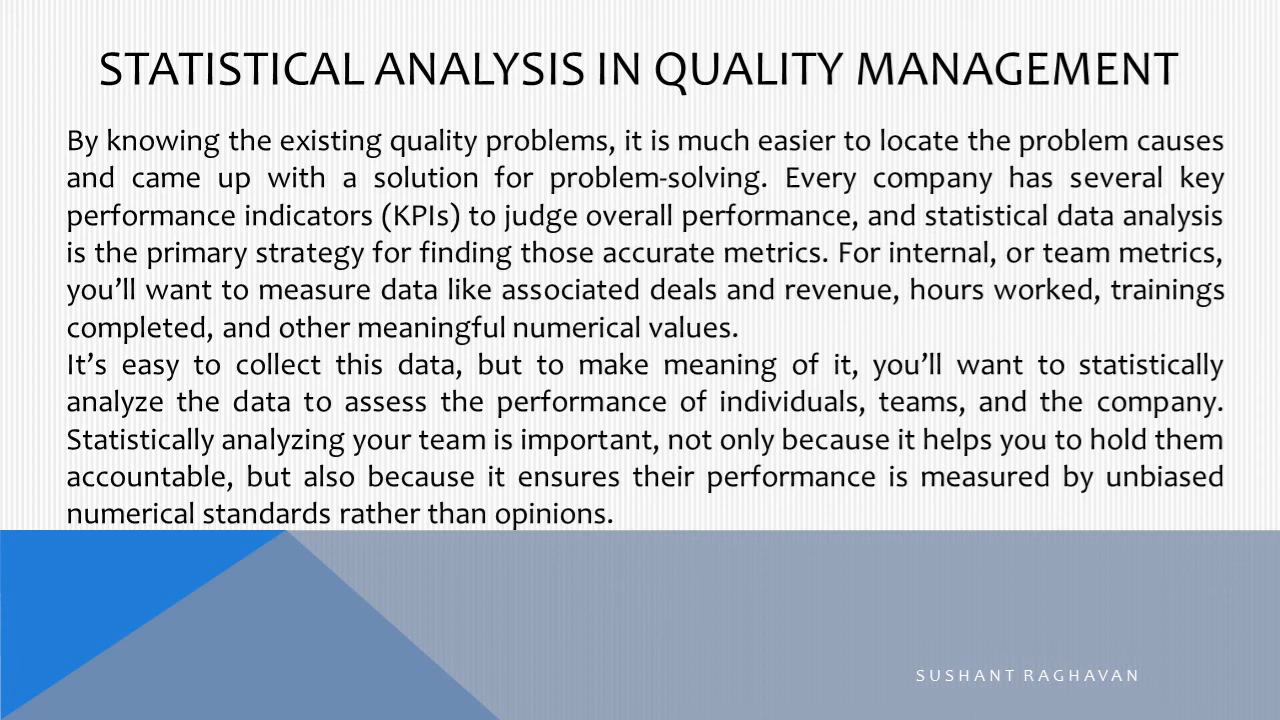 STATISTICAL ANALYSIS IN QUALITY MANAGEMENT
By knowing the existing quality problems, it is much easier to locate the problem causes
and came up with a solution for problem-solving. Every company has several key
performance indicators (KPIs) to judge overall performance, and statistical data analysis
is the primary strategy for finding those accurate metrics. For internal, or team metrics,
you’ll want to measure data like associated deals and revenue, hours worked, trainings
completed, and other meaningful numerical values.
It’s easy to collect this data, but to make meaning of it, you’ll want to statistically
analyze the data to assess the performance of individuals, teams, and the company.
Statistically analyzing your team is important, not only because it helps you to hold them
accountable, but also because it ensures their performance is measured by unbiased
numerical standards rather than opinions.
SUSHANT RAGHAVAN